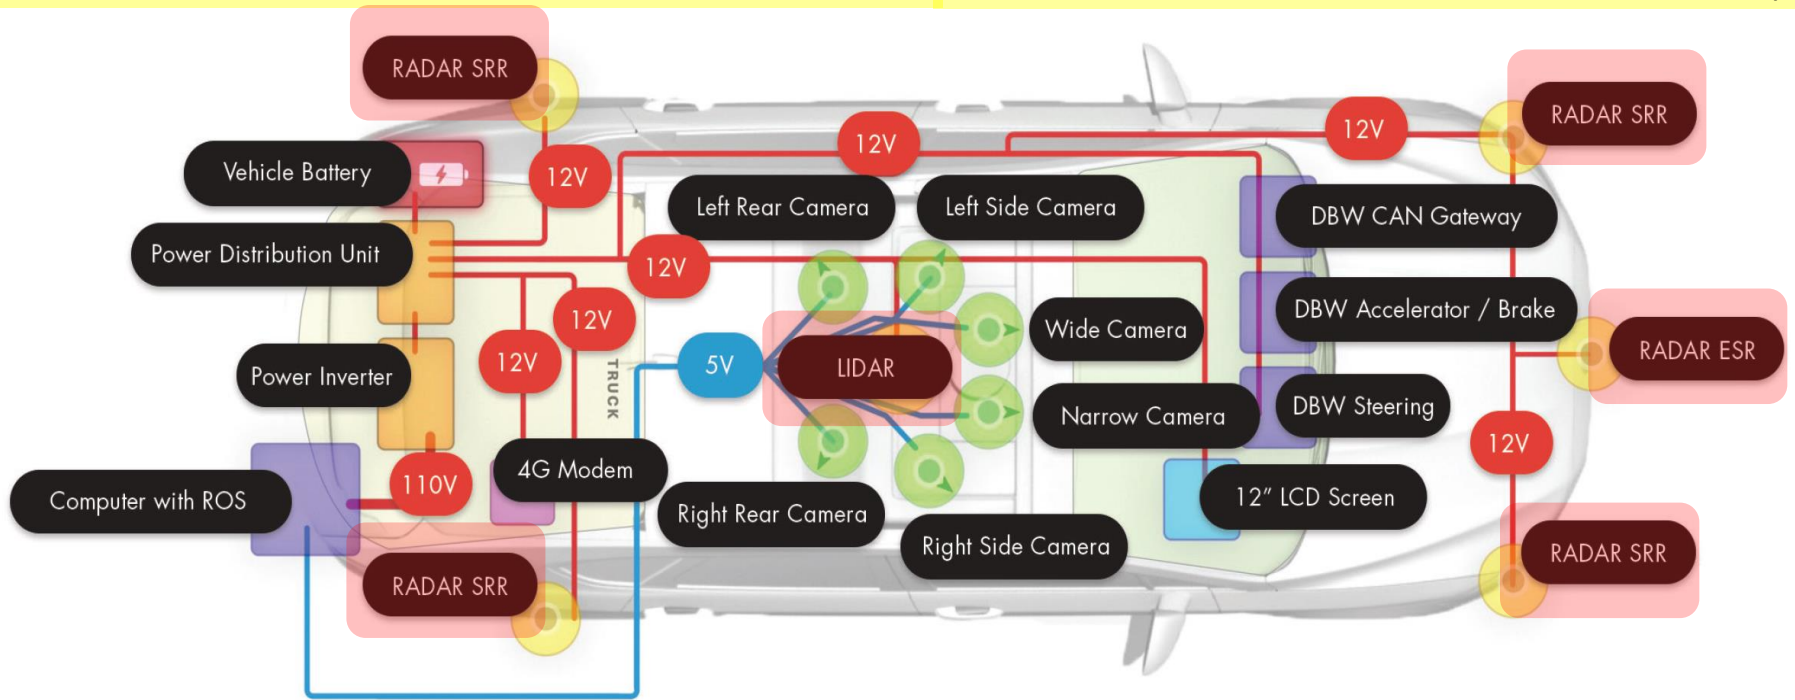 RADAR SRR
RADAR SRR
12V
12V
Vehicle Battery
12V
Left Rear Camera
Left Side Camera
DBW CAN Gateway
Power Distribution Unit
12V
DBW Accelerator / Brake
12V
Wide Camera
RADAR ESR
12V
TRUCK
5V
LIDAR
Power Inverter
Narrow Camera
DBW Steering
12V
4G Modem
110V
Computer with ROS
12” LCD Screen
Right Rear Camera
Right Side Camera
RADAR SRR
RADAR SRR